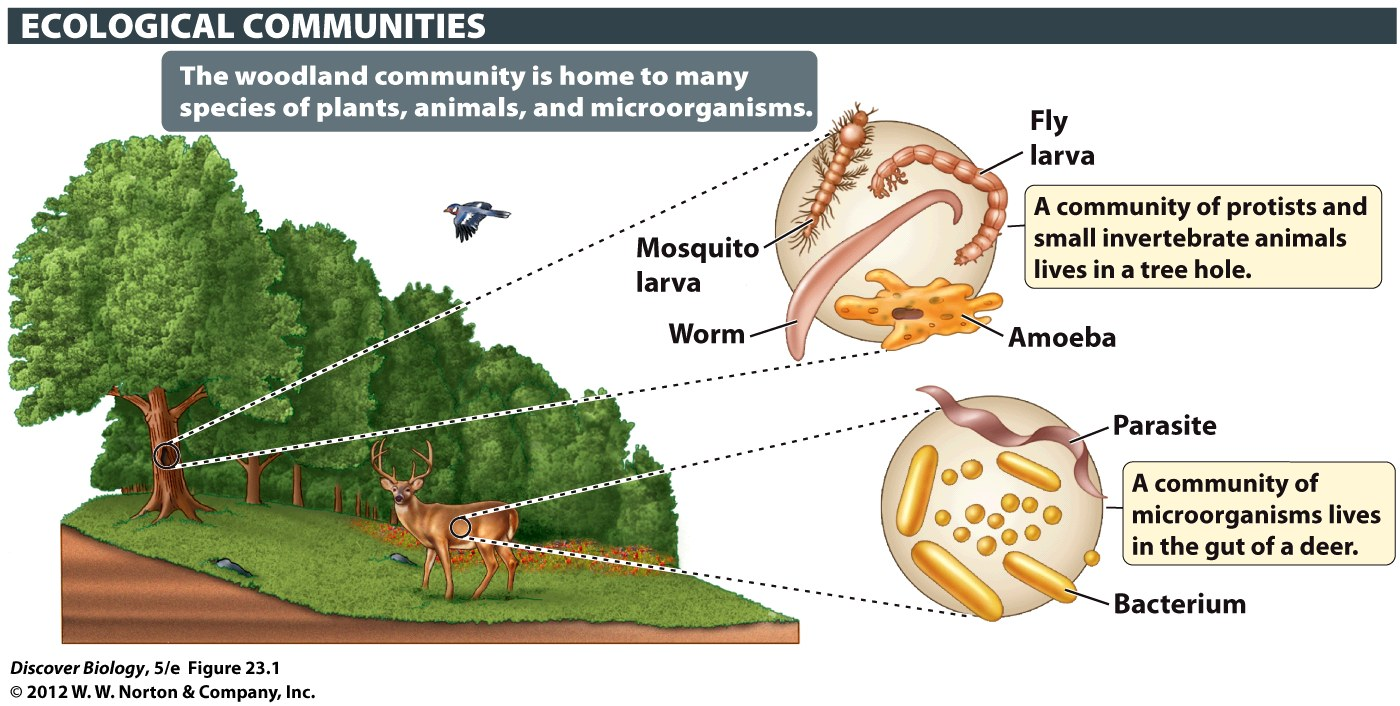 ECOLOGICAL COMMUNITIES
The woodland community is home to many
species of plants, animals, and microorganisms.
Fly
larva
A community of protists and
small invertebrate animals
lives in a tree hole.
Mosquito
larva
Worm
Amoeba
Parasite
A community of
microorganisms lives
in the gut of a deer.
Bacterium
Discover Biology, 5/e Figure 23.1
© 2012 W. W. Norton & Company, Inc.